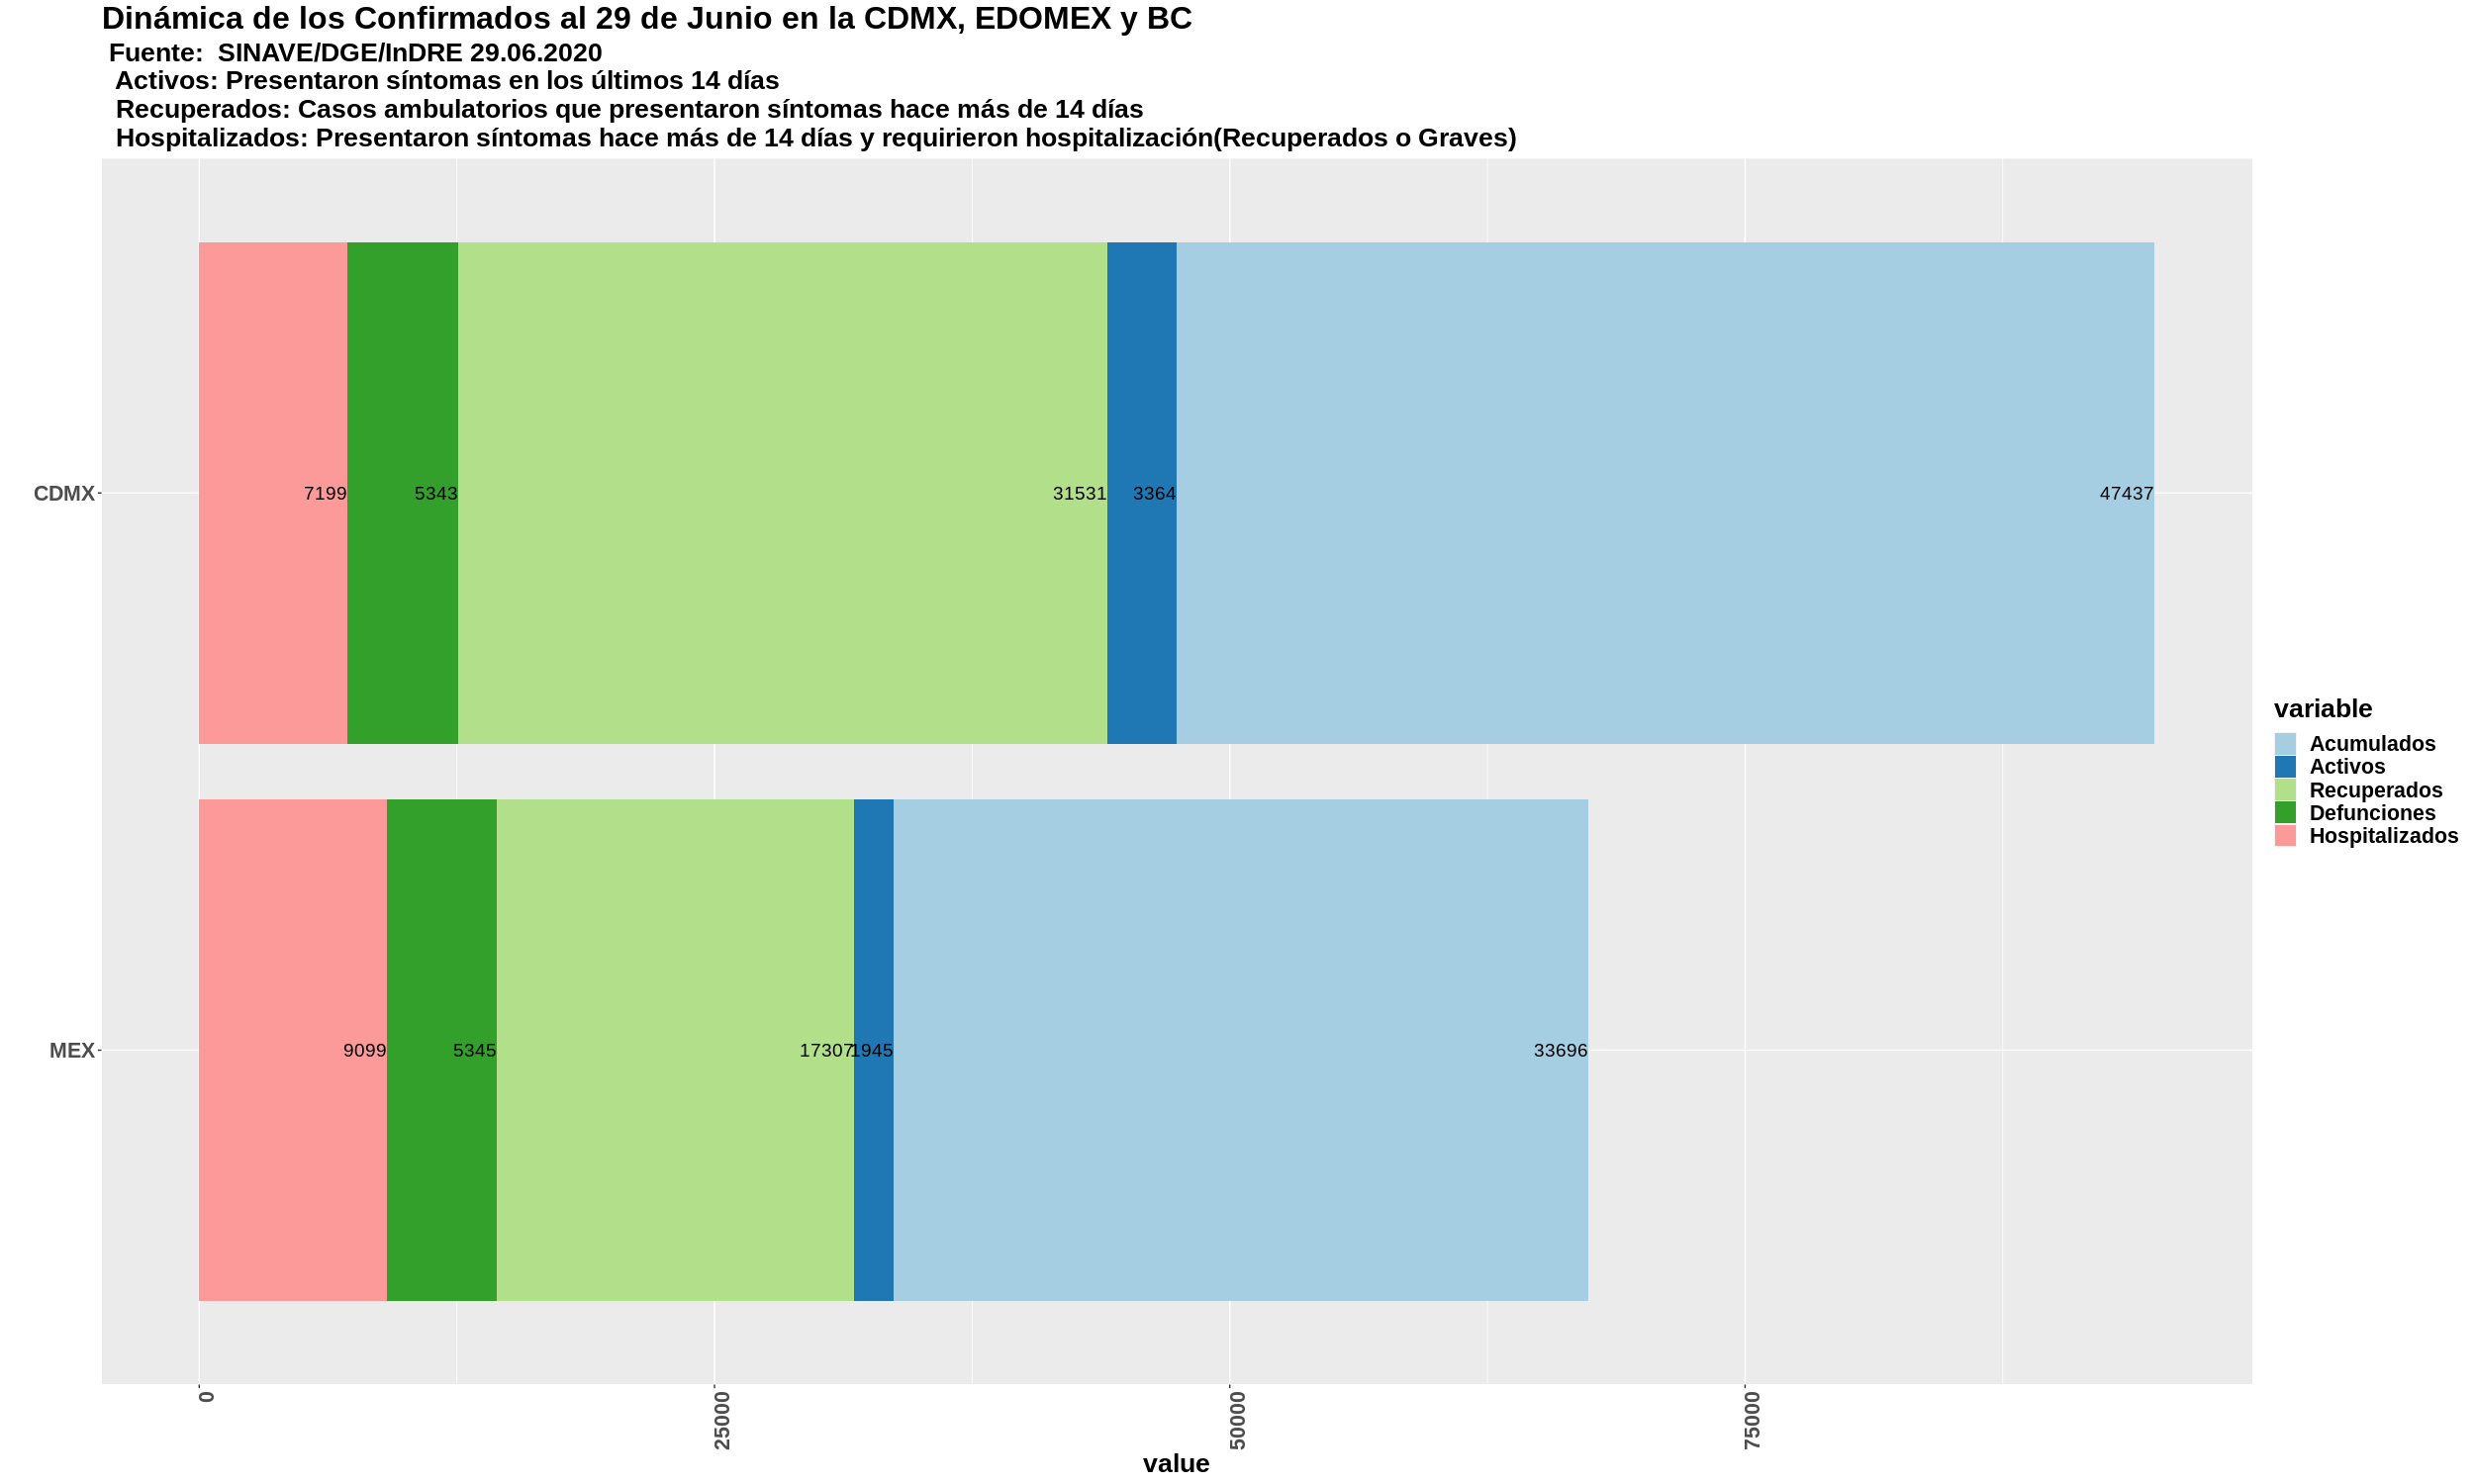 Dinámica de los Confirmados al 29 de Junio en la CDMX, EDOMEX y BC
Fuente:  SINAVE/DGE/InDRE 29.06.2020
Activos: Presentaron síntomas en los últimos 14 días
Recuperados: Casos ambulatorios que presentaron síntomas hace más de 14 días
Hospitalizados: Presentaron síntomas hace más de 14 días y requirieron hospitalización(Recuperados o Graves)
CDMX 7199 5343 31531 3364 47437
MEX 9099 5345 17307 1945 33696
0 25000 50000 75000
value
variable
Acumulados
Activos
Recuperados
Defunciones
Hospitalizados